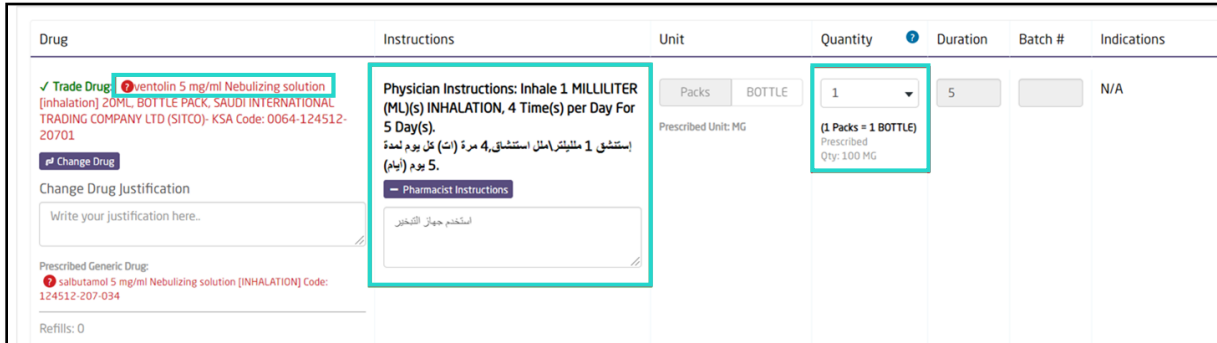 Drug Instructions Unit Quantity ? Duration Batch # Indications
✓ Trade Drug: ?ventolin 5 mg/ml Nebulizing solution
[inhalation] 20ML, BOTTLE PACK, SAUDI INTERNATIONAL
TRADING COMPANY LTD (SITCO)- KSA Code: 0064-124512-
20701
Change Drug
Change Drug Justification
Write your justification here..
Prescribed Generic Drug:
? salbutamol 5 mg/ml Nebulizing solution [INHALATION] Code:
124512-207-034
Refills: 0
Physician Instructions: Inhale 1 MILLILITER
(ML)(s) INHALATION, 4 Time(s) per Day For
5 Day(s).
إستنشق 1 ملليلتر\ملل استنشاق,4 مرة (ات) كل يوم لمدة
5 يوم (أيام).
− Pharmacist Instructions
استخدم جهاز التبخير
Packs BOTTLE
Prescribed Unit: MG
1
(1 Packs = 1 BOTTLE)
Prescribed
Qty: 100 MG
5
N/A